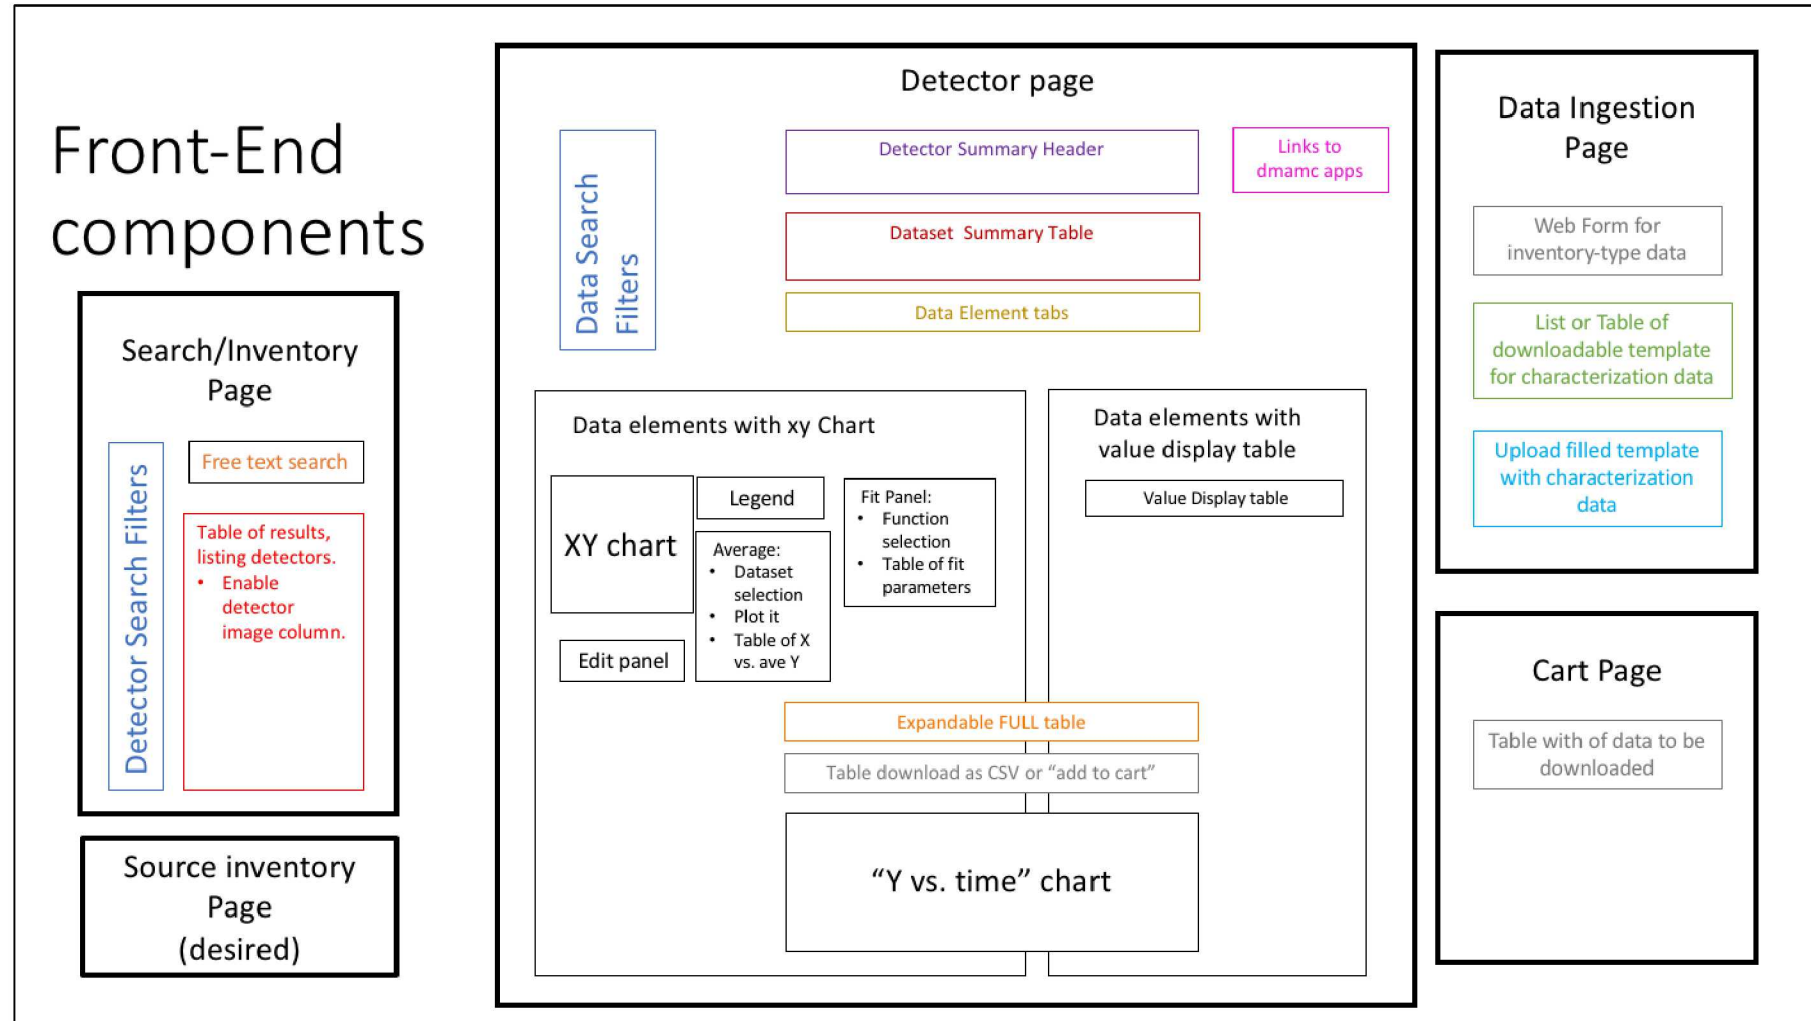 Front-End
components
Search/Inventory
Page
Detector Search Filters
Free text search
Table of results,
listing detectors.
• Enable
detector
image column.
Source inventory
Page
(desired)
Detector page
Data Search
Filters
Detector Summary Header
Links to
dmamc apps
Dataset Summary Table
Data Element tabs
Data elements with xy Chart
XY chart
Legend
Average:
• Dataset
selection
• Plot it
• Table of X
vs. ave Y
Fit Panel:
• Function
selection
• Table of fit
parameters
Edit panel
Data elements with
value display table
Value Display table
Expandable FULL table
Table download as CSV or “add to cart”
“Y vs. time” chart
Data Ingestion
Page
Web Form for
inventory-type data
List or Table of
downloadable template
for characterization data
Upload filled template
with characterization
data
Cart Page
Table with of data to be
downloaded